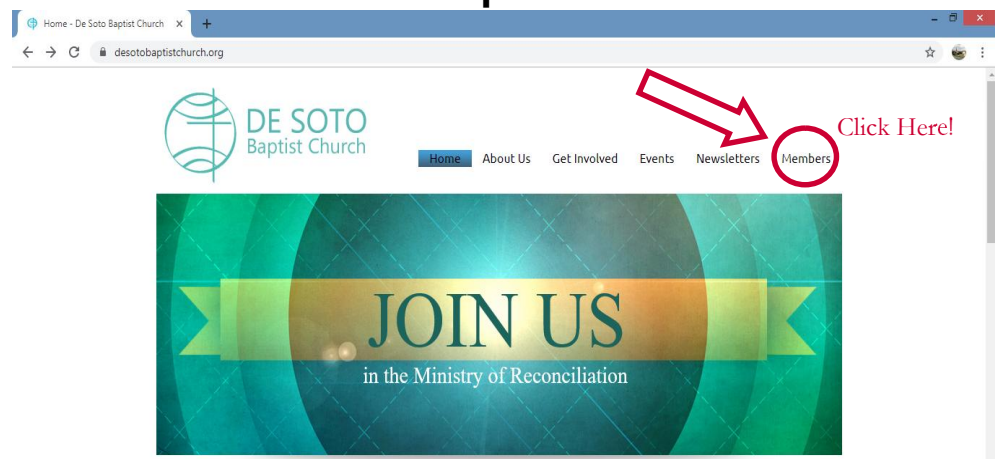 Home - De Soto Baptist Church
desotobaptistchurch.org
DE SOTO
Baptist Church
Click Here!
Home About Us Get Involved Events Newsletters Members
JOIN US
in the Ministry of Reconciliation